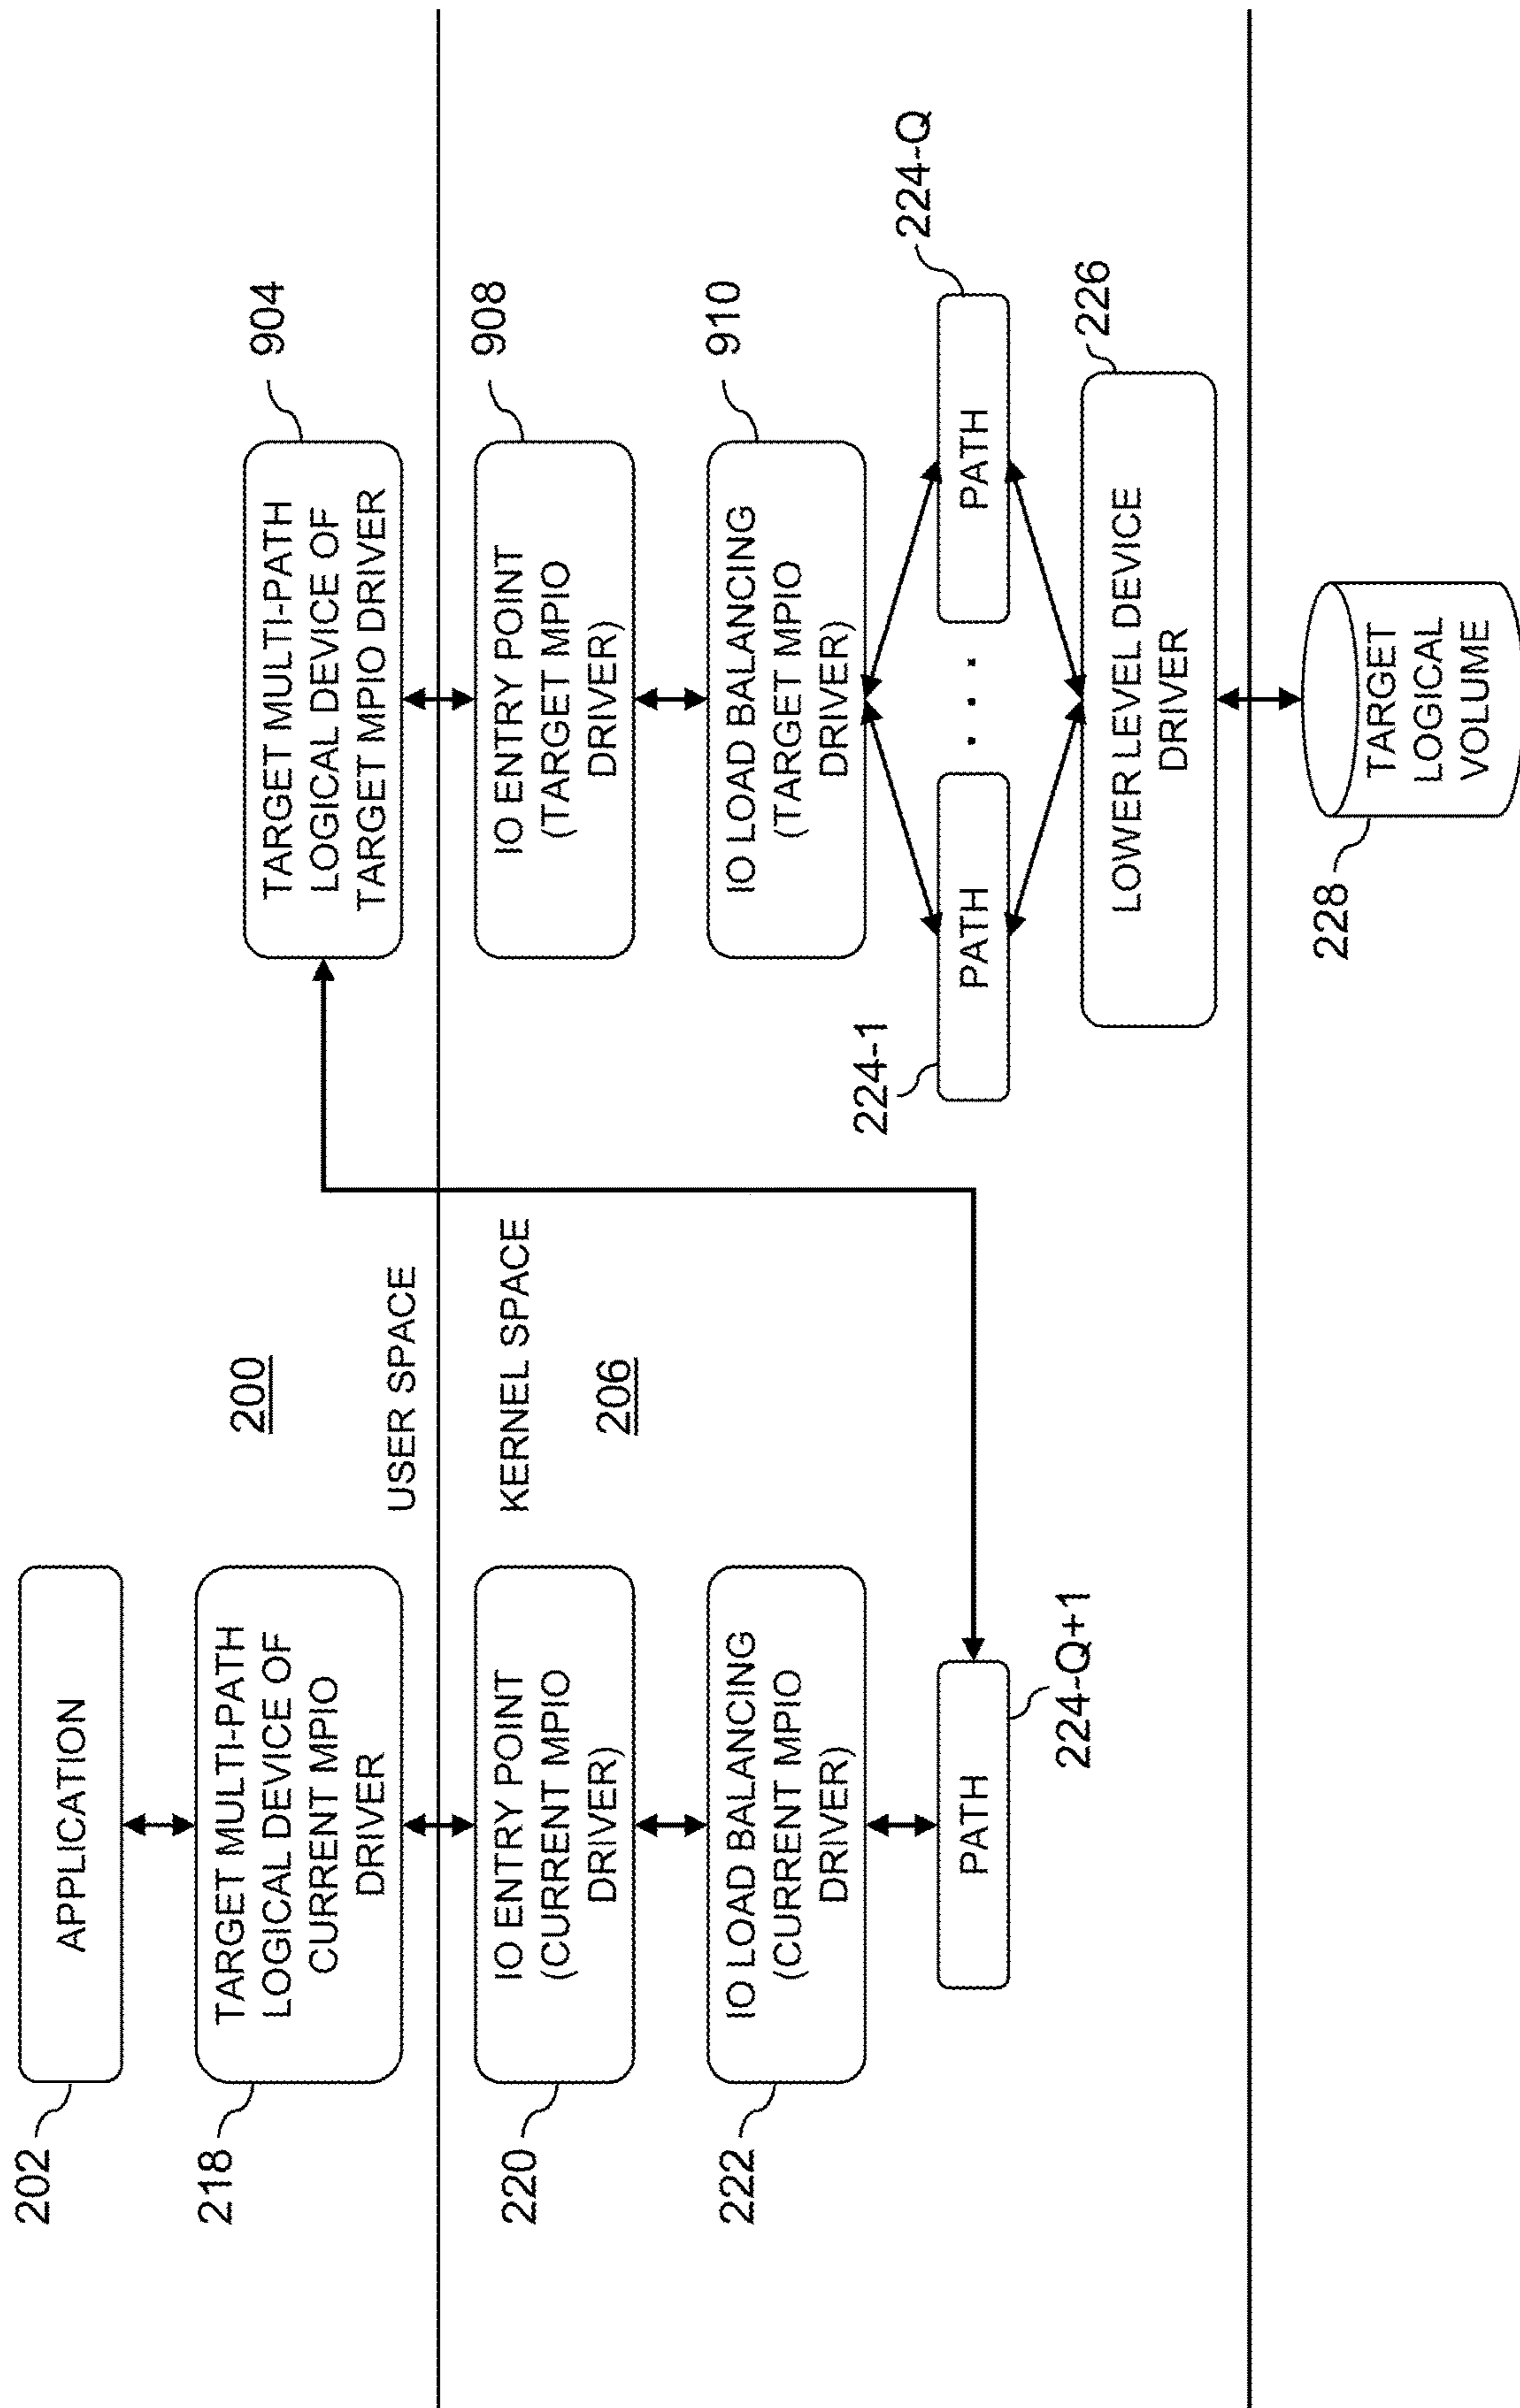 202
APPLICATION
218
TARGET MULTI-PATH
LOGICAL DEVICE OF
CURRENT MPIO
DRIVER
200
TARGET MULTI-PATH
LOGICAL DEVICE OF
TARGET MPIO DRIVER
904
USER SPACE
KERNEL SPACE
206
220
IO ENTRY POINT
(CURRENT MPIO
DRIVER)
IO ENTRY POINT
(TARGET MPIO
DRIVER)
908
222
IO LOAD BALANCING
(CURRENT MPIO
DRIVER)
IO LOAD BALANCING
(TARGET MPIO
DRIVER)
910
PATH
224-Q+1
224-1
PATH
. . .
PATH
224-Q
LOWER LEVEL DEVICE
DRIVER
226
228
TARGET
LOGICAL
VOLUME